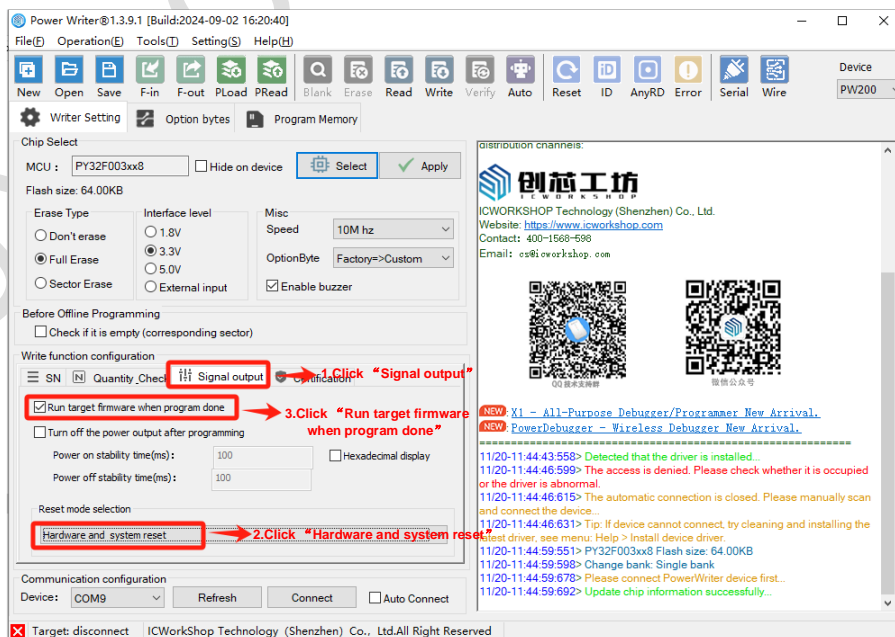 Power Writer®1.3.9.1 [Build:2024-09-02 16:20:40]
File(F) Operation(E) Tools(T) Setting(S) Help(H)
New Open Save F-in F-out PLoad PRead Blank Erase Read Write Verify Auto Reset ID AnyRD Error Serial Wire
Device
PW200
Writer Setting Option bytes Program Memory
Chip Select
MCU : PY32F003xx8 Hide on device Select Apply
Flash size: 64.00KB
Erase Type
Don't erase
Full Erase
Sector Erase
Interface level
1.8V
3.3V
5.0V
External input
Misc
Speed 10M hz
OptionByte Factory=>Custom
Enable buzzer
Before Offline Programming
Check if it is empty (corresponding sector)
Write function configuration
SN Quantity_Check Signal output Certification
1.Click “Signal output”
Run target firmware when program done
3.Click “Run target firmware
when program done”
Turn off the power output after programming
Power on stability time(ms): 100 Hexadecimal display
Power off stability time(ms): 100
Reset mode selection
Hardware and system reset
2.Click “Hardware and system reset”
Communication configuration
Device: COM9 Refresh Connect Auto Connect
distribution channels:
创芯工坊
ICWORKSHOP
ICWORKSHOP Technology (Shenzhen) Co., Ltd.
Website: https://www.icworkshop.com
Contact: 400-1568-598
Email: cs@icworkshop.com
QQ技术支持群
微信公众号
NEW: X1 - All-Purpose Debugger/Programmer New Arrival.
NEW: PowerDebugger - Wireless Debugger New Arrival.
11/20-11:44:43:558> Detected that the driver is installed...
11/20-11:44:46:599> The access is denied. Please check whether it is occupied
or the driver is abnormal.
11/20-11:44:46:615> The automatic connection is closed. Please manually scan
and connect the device...
11/20-11:44:46:631> Tip: If device cannot connect, try cleaning and installing the
latest driver, see menu: Help > Install device driver.
11/20-11:44:59:551> PY32F003xx8 Flash size: 64.00KB
11/20-11:44:59:598> Change bank: Single bank
11/20-11:44:59:678> Please connect PowerWriter device first...
11/20-11:44:59:692> Update chip information successfully...
Target: disconnect ICWorkShop Technology (Shenzhen) Co., Ltd.All Right Reserved